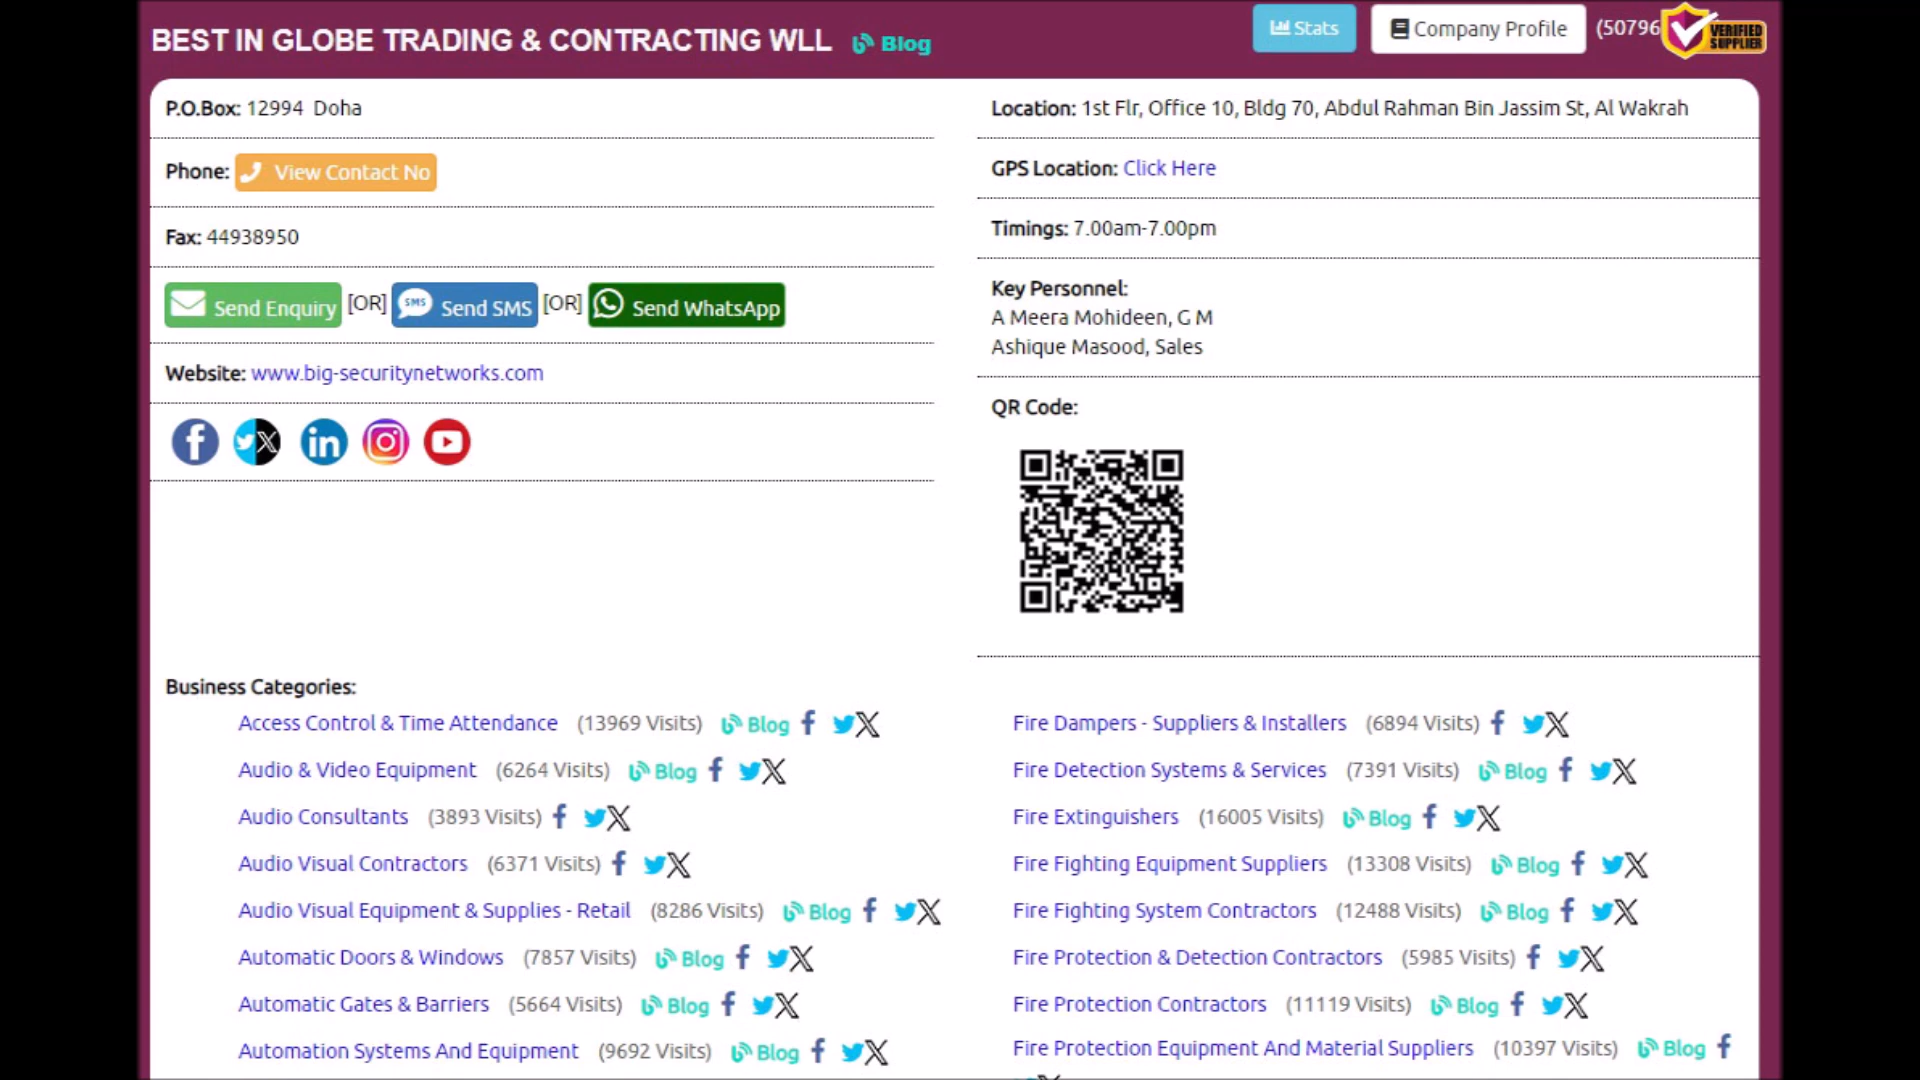 BEST IN GLOBE TRADING & CONTRACTING WLL Blog
Stats Company Profile (50796 VERIFIED SUPPLIER
P.O.Box: 12994 Doha
Phone: View Contact No
Fax: 44938950
Send Enquiry [OR] SMS Send SMS [OR] Send WhatsApp
Website: www.big-securitynetworks.com
Location: 1st Flr, Office 10, Bldg 70, Abdul Rahman Bin Jassim St, Al Wakrah
GPS Location: Click Here
Timings: 7.00am-7.00pm
Key Personnel:
A Meera Mohideen, G M
Ashique Masood, Sales
QR Code:
Business Categories:
Access Control & Time Attendance (13969 Visits) Blog
Audio & Video Equipment (6264 Visits) Blog
Audio Consultants (3893 Visits)
Audio Visual Contractors (6371 Visits)
Audio Visual Equipment & Supplies - Retail (8286 Visits) Blog
Automatic Doors & Windows (7857 Visits) Blog
Automatic Gates & Barriers (5664 Visits) Blog
Automation Systems And Equipment (9692 Visits) Blog
Fire Dampers - Suppliers & Installers (6894 Visits)
Fire Detection Systems & Services (7391 Visits) Blog
Fire Extinguishers (16005 Visits) Blog
Fire Fighting Equipment Suppliers (13308 Visits) Blog
Fire Fighting System Contractors (12488 Visits) Blog
Fire Protection & Detection Contractors (5985 Visits)
Fire Protection Contractors (11119 Visits) Blog
Fire Protection Equipment And Material Suppliers (10397 Visits) Blog